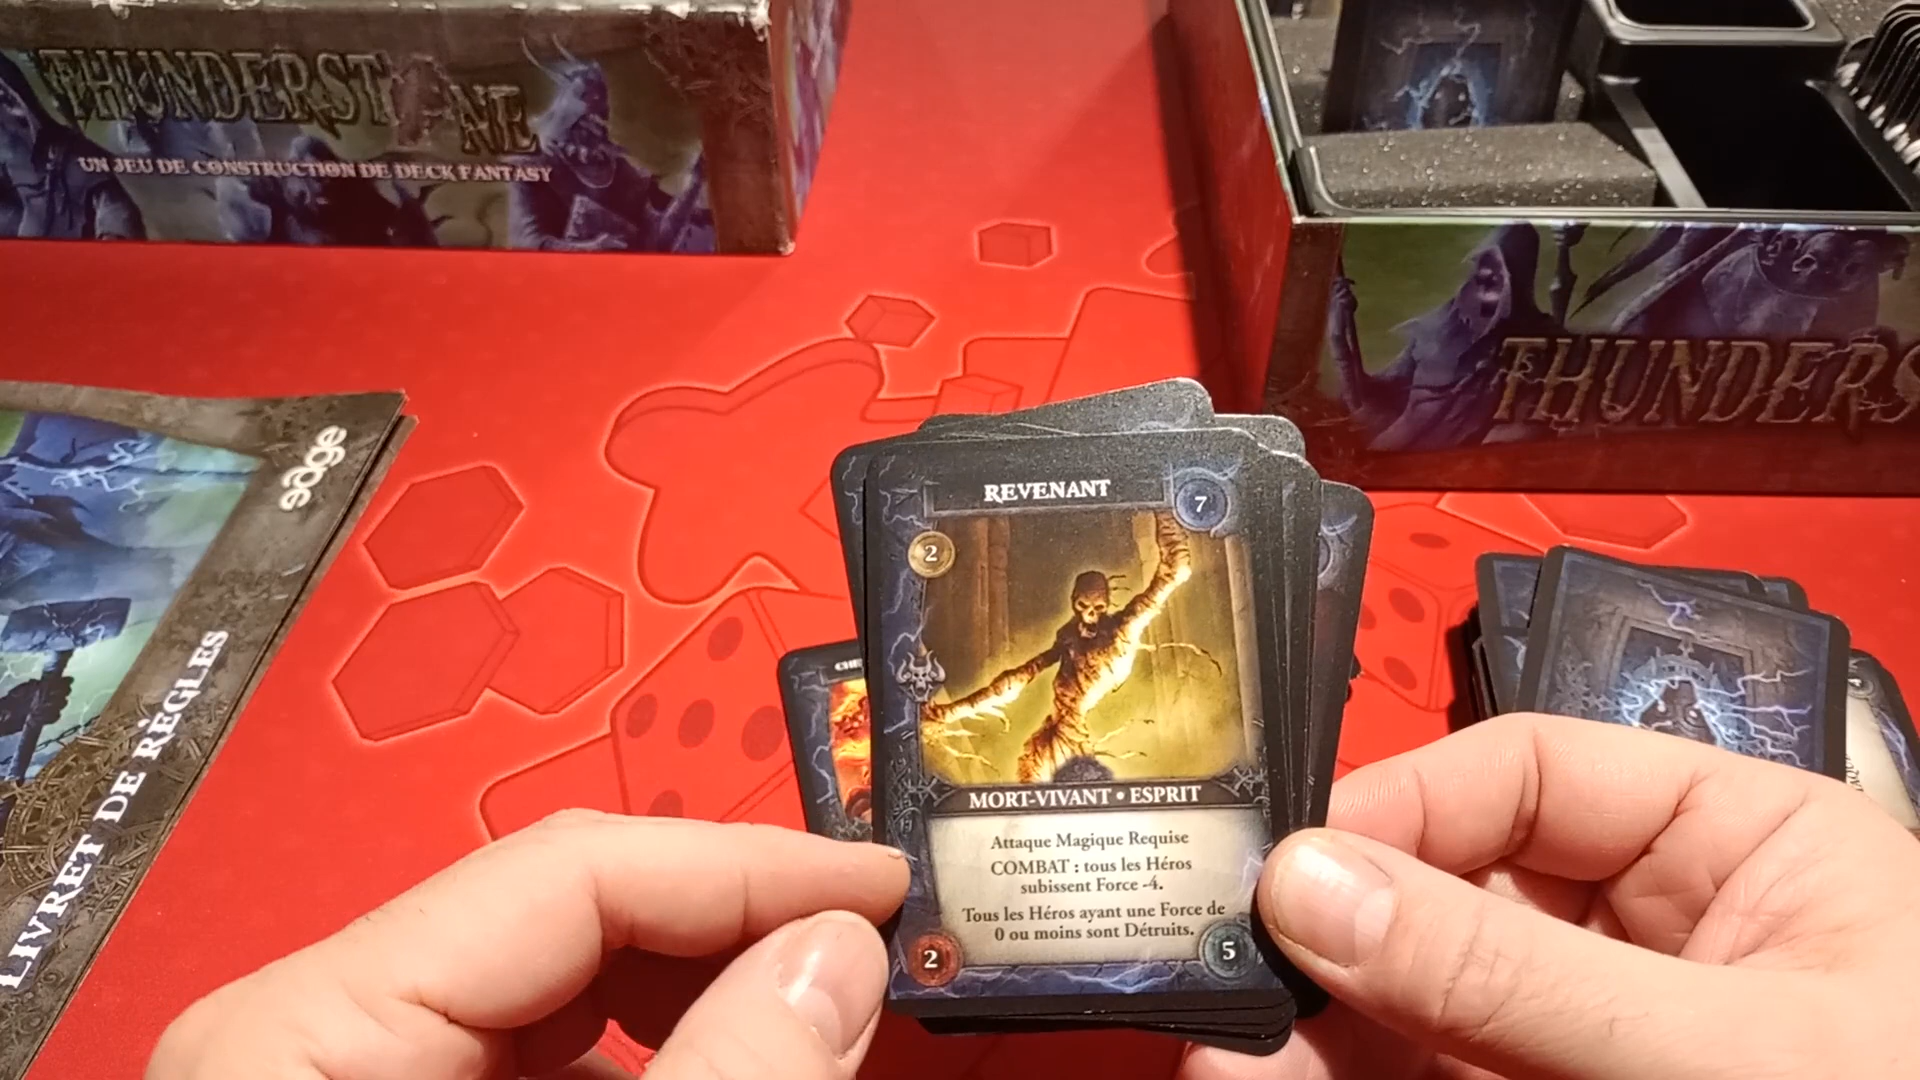 THUNDERSTONE
UN JEU DE CONSTRUCTION DE DECK FANTASY
THUNDERS
edge
LIVRET DE RÈGLES
REVENANT
7
2
MORT-VIVANT • ESPRIT
Attaque Magique Requise
COMBAT : tous les Héros
subissent Force -4.
Tous les Héros ayant une Force de
0 ou moins sont Détruits.
2
5